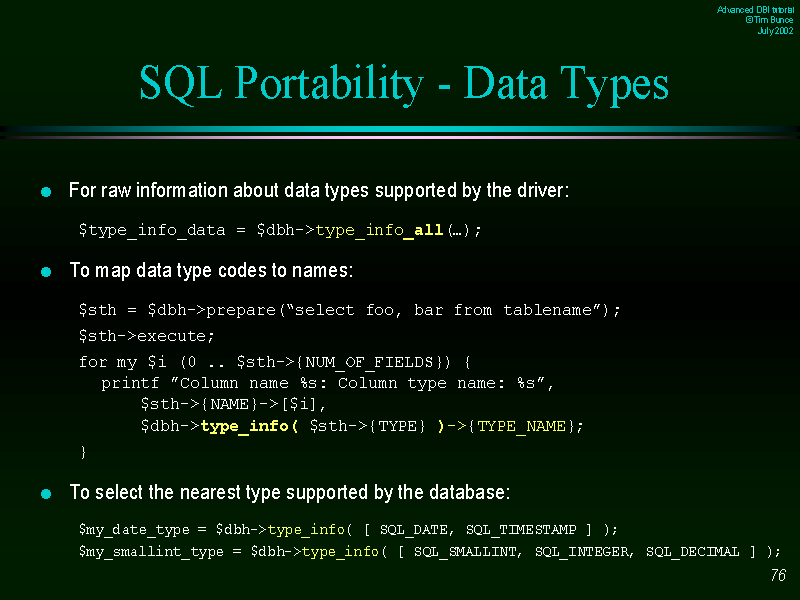 Advanced DBI tutorial
©Tim Bunce
July 2002
SQL Portability - Data Types
For raw information about data types supported by the driver:
$type_info_data = $dbh->type_info_all(…);
To map data type codes to names:
$sth = $dbh->prepare(“select foo, bar from tablename”);
$sth->execute;
for my $i (0 .. $sth->{NUM_OF_FIELDS}) {
printf ”Column name %s: Column type name: %s”,
$sth->{NAME}->[$i],
$dbh->type_info( $sth->{TYPE} )->{TYPE_NAME};
}
To select the nearest type supported by the database:
$my_date_type = $dbh->type_info( [ SQL_DATE, SQL_TIMESTAMP ] );
$my_smallint_type = $dbh->type_info( [ SQL_SMALLINT, SQL_INTEGER, SQL_DECIMAL ] );
76